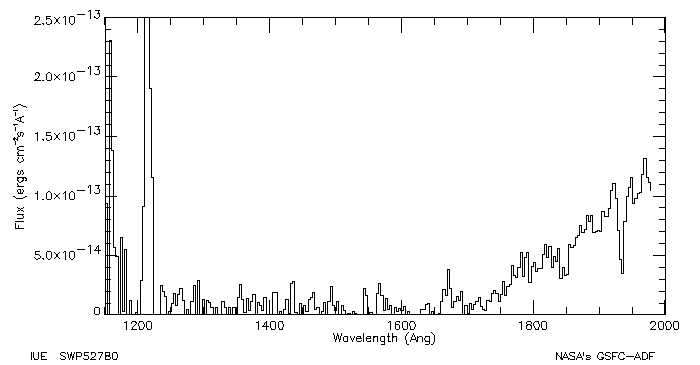 2.5×10⁻¹³
2.0×10⁻¹³
1.5×10⁻¹³
1.0×10⁻¹³
5.0×10⁻¹⁴
0
Flux (ergs cm⁻²s⁻¹A⁻¹)
1200 1400 1600 1800 2000
Wavelength (Ang)
IUE SWP52780 NASA's GSFC–ADF